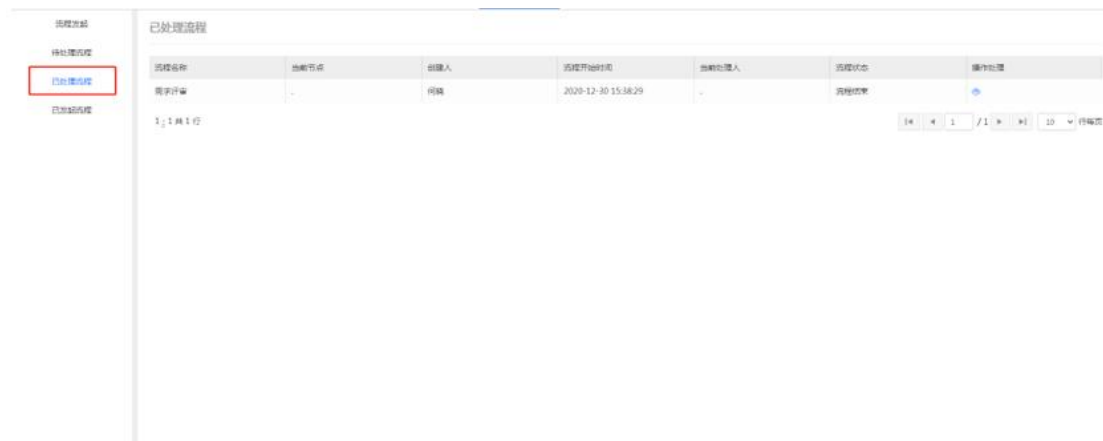 流程发起
待处理流程
已处理流程
已发起流程
已处理流程
流程名称 当前节点 创建人 流程开始时间 当前处理人 流程状态 操作处理
需求评审 - 何晓 2020-12-30 15:38:29 - 流程结束
1 - 1 共 1 行
1 / 1 10 行每页